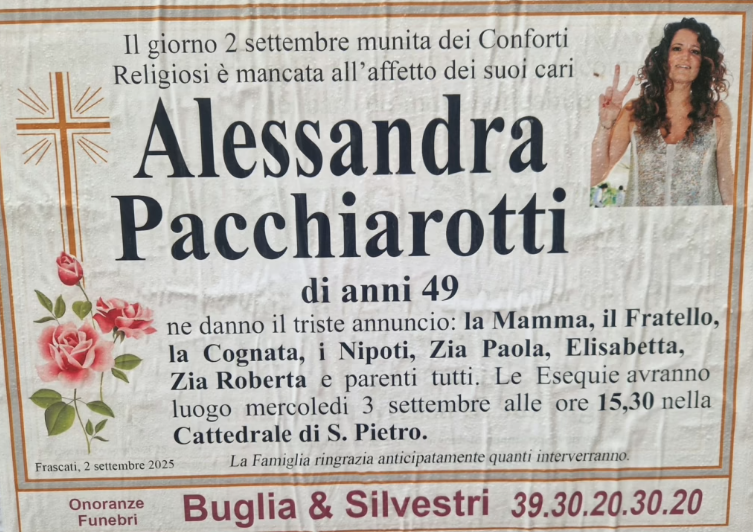 Il giorno 2 settembre munita dei Conforti
Religiosi è mancata all'affetto dei suoi cari
Alessandra
Pacchiarotti
di anni 49
ne danno il triste annuncio: la Mamma, il Fratello,
la Cognata, i Nipoti, Zia Paola, Elisabetta,
Zia Roberta e parenti tutti. Le Esequie avranno
luogo mercoledi 3 settembre alle ore 15,30 nella
Cattedrale di S. Pietro.
Frascati, 2 settembre 2025
La Famiglia ringrazia anticipatamente quanti interverranno.
Onoranze
Funebri
Buglia & Silvestri 39.30.20.30.20